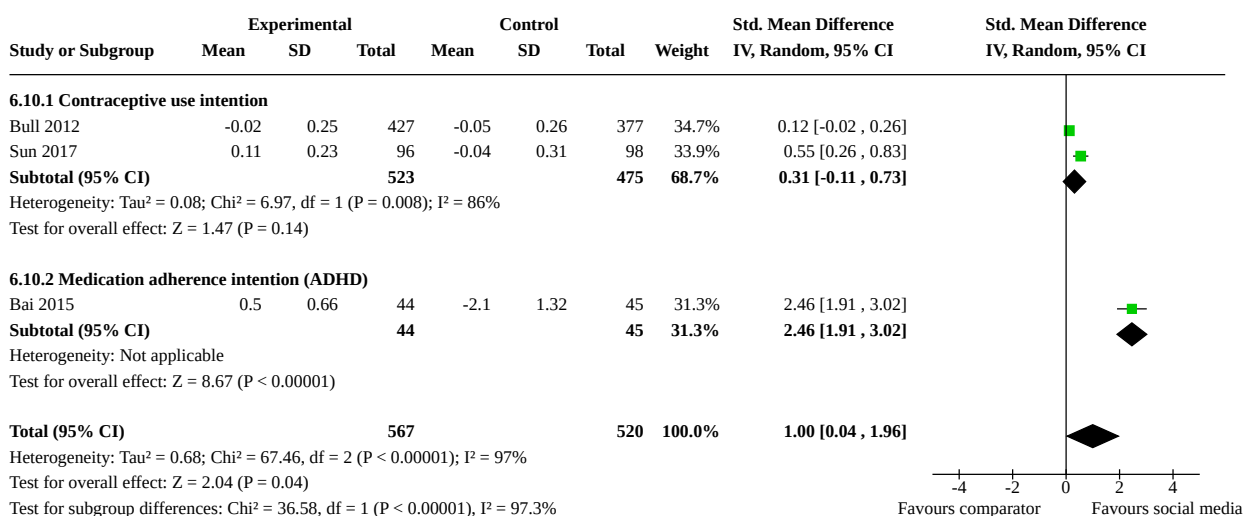 Experimental Control Std. Mean Difference Std. Mean Difference
Study or Subgroup Mean SD Total Mean SD Total Weight IV, Random, 95% CI IV, Random, 95% CI
6.10.1 Contraceptive use intention
Bull 2012 -0.02 0.25 427 -0.05 0.26 377 34.7% 0.12 [-0.02 , 0.26]
Sun 2017 0.11 0.23 96 -0.04 0.31 98 33.9% 0.55 [0.26 , 0.83]
Subtotal (95% CI) 523 475 68.7% 0.31 [-0.11 , 0.73]
Heterogeneity: Tau² = 0.08; Chi² = 6.97, df = 1 (P = 0.008); I² = 86%
Test for overall effect: Z = 1.47 (P = 0.14)
6.10.2 Medication adherence intention (ADHD)
Bai 2015 0.5 0.66 44 -2.1 1.32 45 31.3% 2.46 [1.91 , 3.02]
Subtotal (95% CI) 44 45 31.3% 2.46 [1.91 , 3.02]
Heterogeneity: Not applicable
Test for overall effect: Z = 8.67 (P < 0.00001)
Total (95% CI) 567 520 100.0% 1.00 [0.04 , 1.96]
Heterogeneity: Tau² = 0.68; Chi² = 67.46, df = 2 (P < 0.00001); I² = 97%
Test for overall effect: Z = 2.04 (P = 0.04)
-4 -2 0 2 4
Test for subgroup differences: Chi² = 36.58, df = 1 (P < 0.00001), I² = 97.3% Favours comparator Favours social media